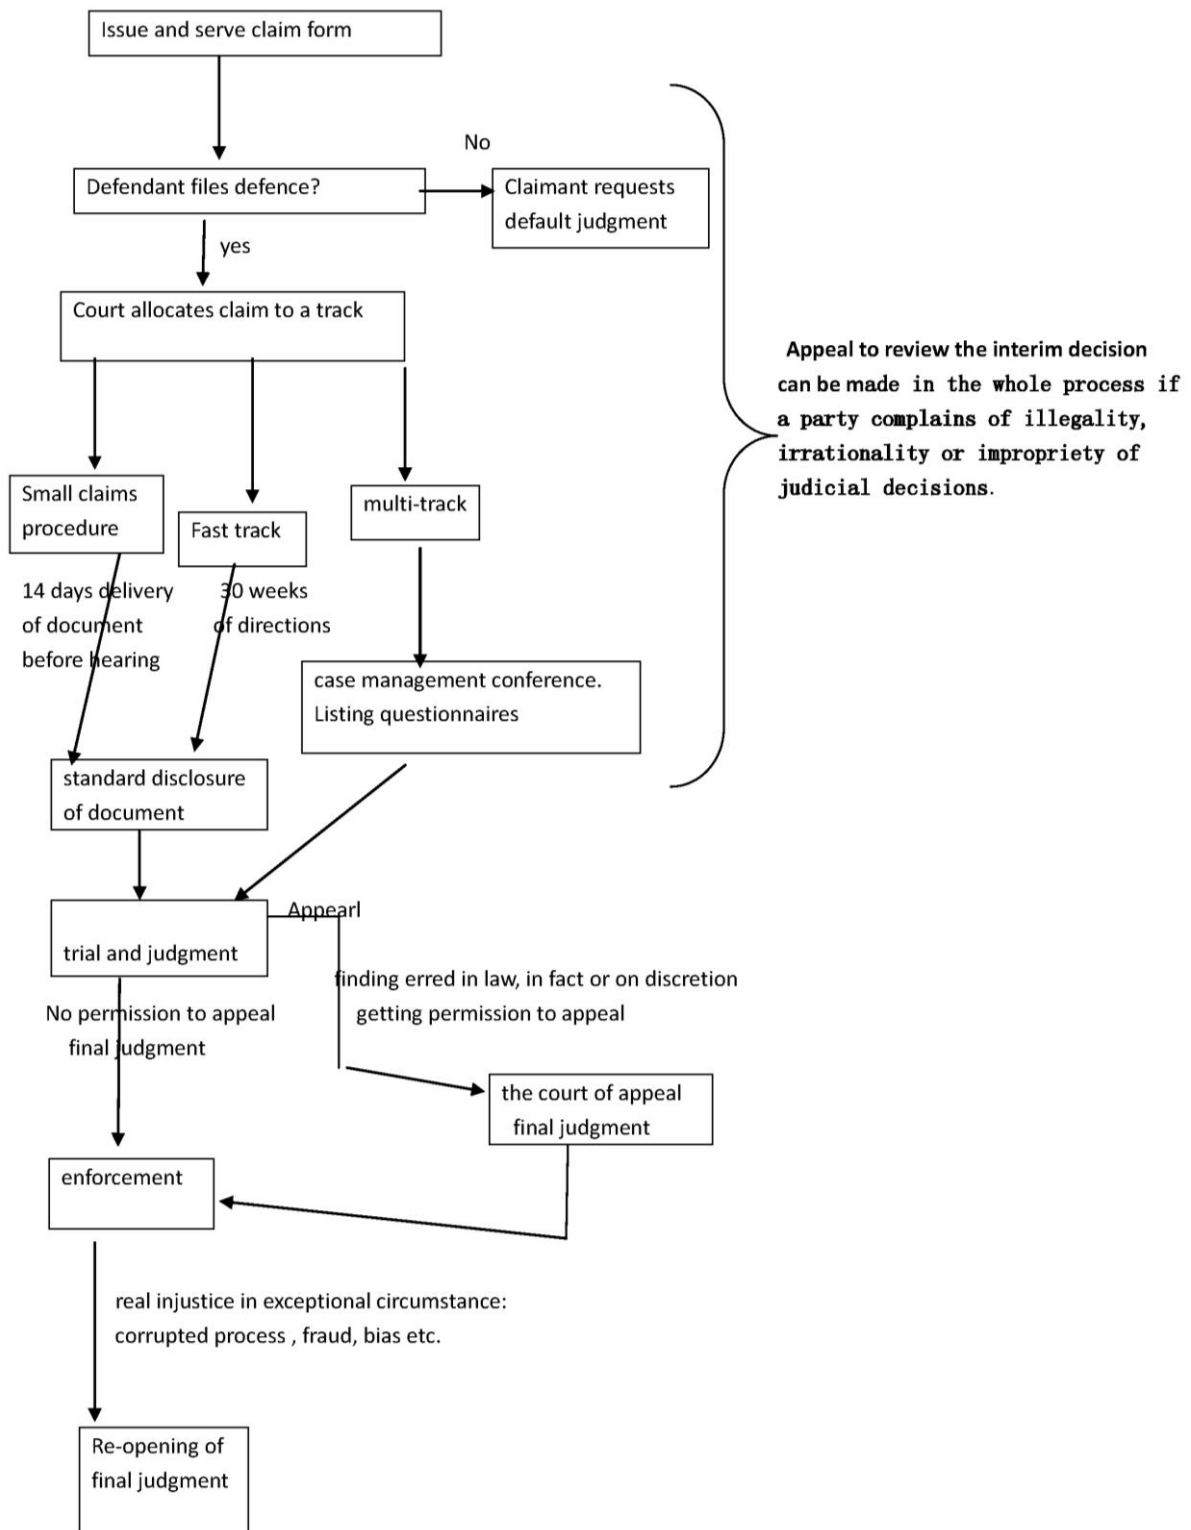 Issue and serve claim form
No
Defendant files defence?
Claimant requests
default judgment
yes
Court allocates claim to a track
Appeal to review the interim decision
can be made in the whole process if
a party complains of illegality,
irrationality or impropriety of
judicial decisions.
Small claims
procedure
Fast track
multi-track
14 days delivery
of document
before hearing
30 weeks
of directions
case management conference.
Listing questionnaires
standard disclosure
of document
Appearl
trial and judgment
finding erred in law, in fact or on discretion
getting permission to appeal
No permission to appeal
final judgment
the court of appeal
final judgment
enforcement
real injustice in exceptional circumstance:
corrupted process , fraud, bias etc.
Re-opening of
final judgment